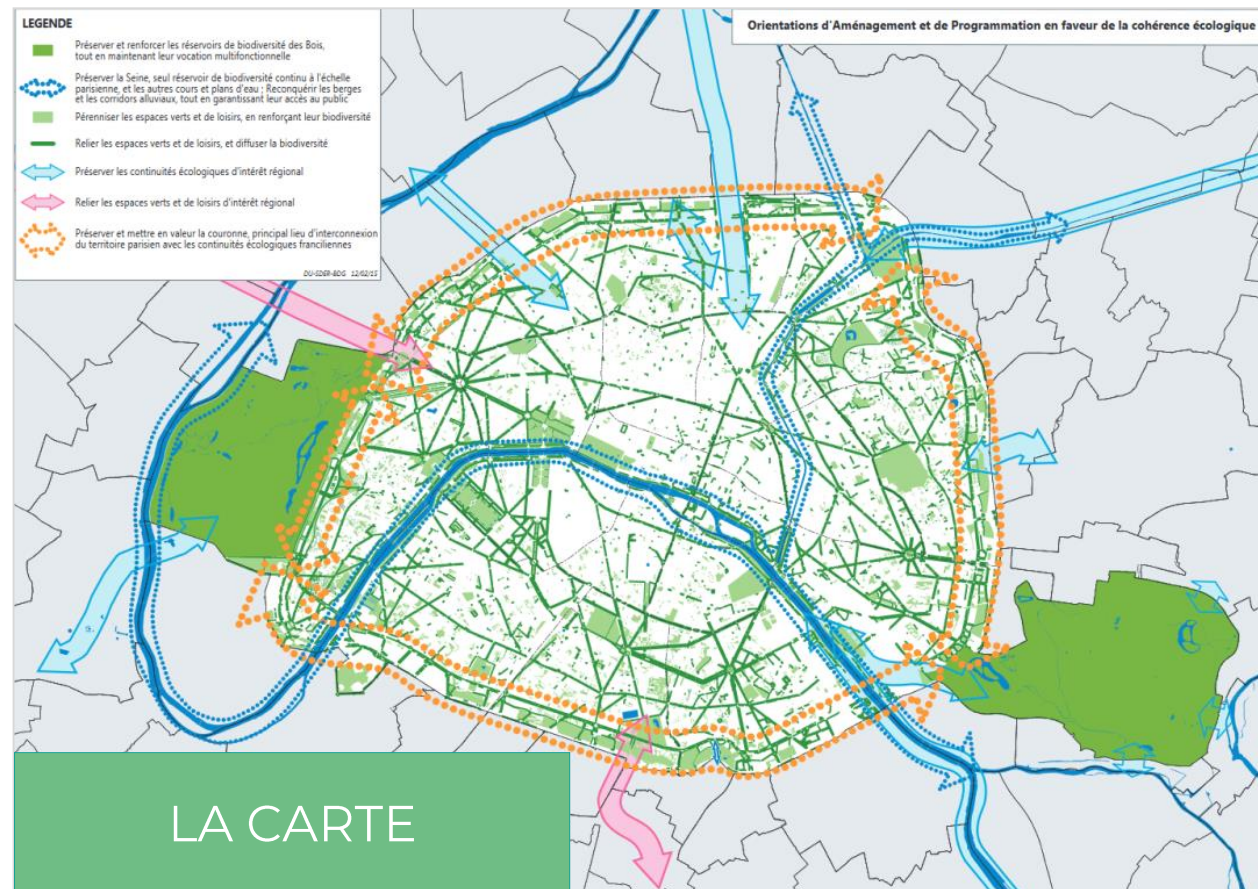 LEGENDE
Préserver et renforcer les réservoirs de biodiversité des Bois,
tout en maintenant leur vocation multifonctionnelle
Préserver la Seine, seul réservoir de biodiversité continu à l'échelle
parisienne, et les autres cours et plans d'eau ; Reconquérir les berges
et les corridors alluviaux, tout en garantissant leur accès au public
Pérenniser les espaces verts et de loisirs, en renforçant leur biodiversité
Relier les espaces verts et de loisirs, et diffuser la biodiversité
Préserver les continuités écologiques d'intérêt régional
Relier les espaces verts et de loisirs d'intérêt régional
Préserver et mettre en valeur la couronne, principal lieu d'interconnexion
du territoire parisien avec les continuités écologiques franciliennes
DU-SDER-BDG 12/02/15
Orientations d'Aménagement et de Programmation en faveur de la cohérence écologique
LA CARTE